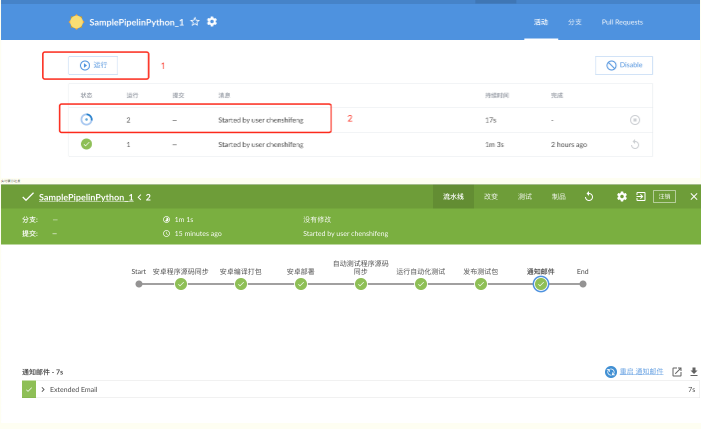 SamplePipelinPython_1
活动 分支 Pull Requests
运行 1
Disable
状态 运行 提交 消息 持续时间 完成
2 – Started by user chenshifeng 17s - 2
1 – Started by user chenshifeng 1m 3s 2 hours ago
SamplePipelinPython_1 < 2
流水线 改变 测试 制品 注销
分支: – 1m 1s 没有修改
提交: – 15 minutes ago Started by user chenshifeng
自动测试程序源码
Start 安卓程序源码同步 安卓编译打包 安卓部署 同步 运行自动化测试 发布测试包 通知邮件 End
通知邮件 - 7s 重启 通知邮件
Extended Email 7s